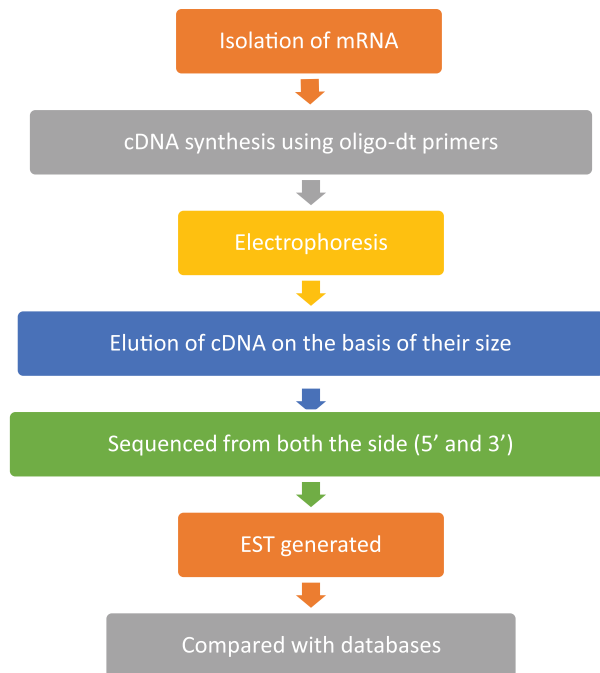 Isolation of mRNA
cDNA synthesis using oligo-dt primers
Electrophoresis
Elution of cDNA on the basis of their size
Sequenced from both the side (5’ and 3’)
EST generated
Compared with databases